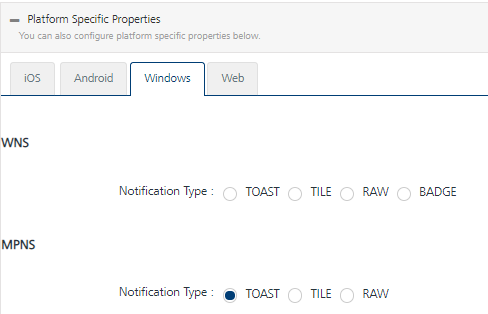 Platform Specific Properties
You can also configure platform specific properties below.
iOS Android Windows Web
WNS
Notification Type : TOAST TILE RAW BADGE
MPNS
Notification Type : TOAST TILE RAW